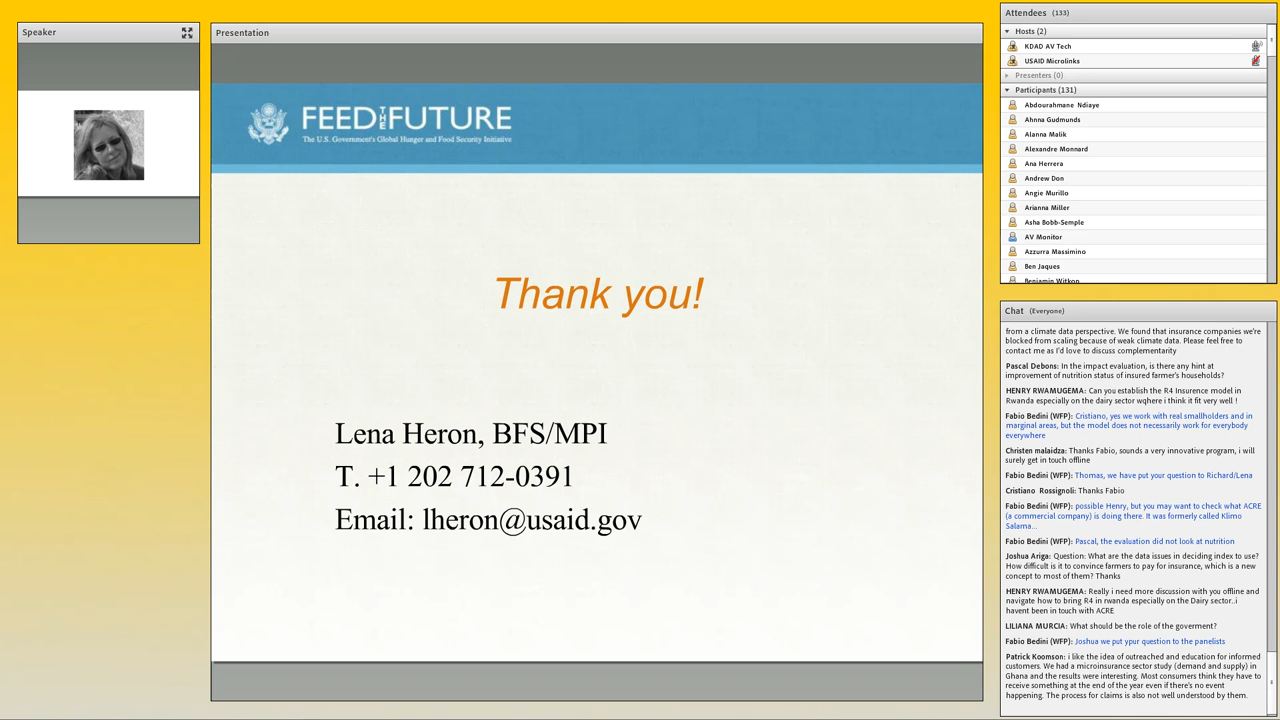 Speaker
Presentation
FEED THE FUTURE
The U.S. Government's Global Hunger and Food Security Initiative
Thank you!
Lena Heron, BFS/MPI
T. +1 202 712-0391
Email: lheron@usaid.gov
Attendees (133)
Hosts (2)
KDAD AV Tech
USAID Microlinks
Presenters (0)
Participants (131)
Abdourahmane Ndiaye
Ahnna Gudmunds
Alanna Malik
Alexandre Monnard
Ana Herrera
Andrew Don
Angie Murillo
Arianna Miller
Asha Bobb-Semple
AV Monitor
Azzurra Massimino
Ben Jaques
Benjamin Witkop
Chat (Everyone)
from a climate data perspective. We found that insurance companies we're
blocked from scaling because of weak climate data. Please feel free to
contact me as I'd love to discuss complementarity
Pascal Debons: In the impact evaluation, is there any hint at
improvement of nutrition status of insured farmer's households?
HENRY RWAMUGEMA: Can you establish the R4 Insurence model in
Rwanda especially on the dairy sector wqhere i think it fit very well !
Fabio Bedini (WFP): Cristiano, yes we work with real smallholders and in
marginal areas, but the model does not necessarily work for everybody
everywhere
Christen malaidza: Thanks Fabio, sounds a very innovative program, i will
surely get in touch offline
Fabio Bedini (WFP): Thomas, we have put your question to Richard/Lena
Cristiano Rossignoli: Thanks Fabio
Fabio Bedini (WFP): possible Henry, but you may want to check what ACRE
(a commercial company) is doing there. It was formerly called Klimo
Salama...
Fabio Bedini (WFP): Pascal, the evaluation did not look at nutrition
Joshua Ariga: Question: What are the data issues in deciding index to use?
How difficult is it to convince farmers to pay for insurance, which is a new
concept to most of them? Thanks
HENRY RWAMUGEMA: Really i need more discussion with you offline and
navigate how to bring R4 in rwanda especially on the Dairy sector..i
havent been in touch with ACRE
LILIANA MURCIA: What should be the role of the goverment?
Fabio Bedini (WFP): Joshua we put ypur question to the panelists
Patrick Koomson: i like the idea of outreached and education for informed
customers. We had a microinsurance sector study (demand and supply) in
Ghana and the results were interesting. Most consumers think they have to
receive something at the end of the year even if there's no event
happening. The process for claims is also not well understood by them.